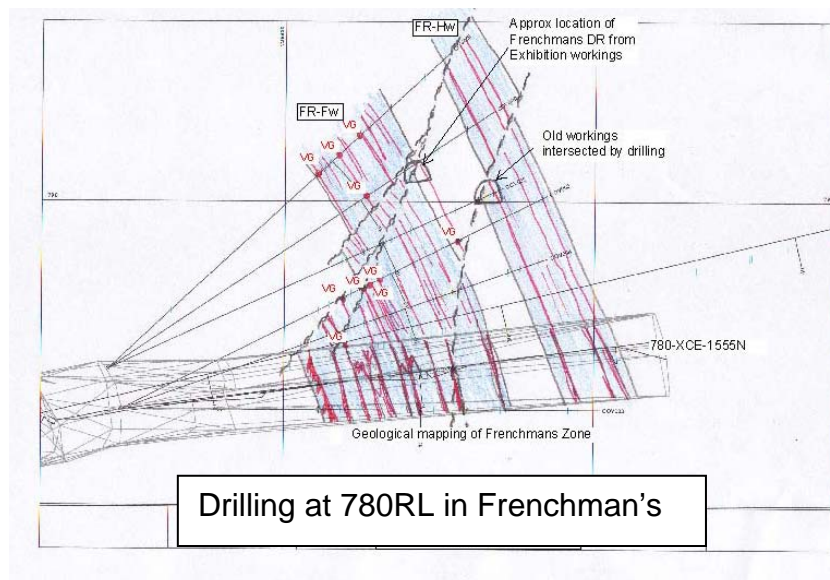 FR-Hw
Approx location of
Frenchmans DR from
Exhibition workings
FR-Fw
VG
VG
VG
Old workings
intersected by drilling
VG
790
VG
VG
VG
VG
VG
VG
780-XCE-1555N
Geological mapping of Frenchmans Zone
Drilling at 780RL in Frenchman's